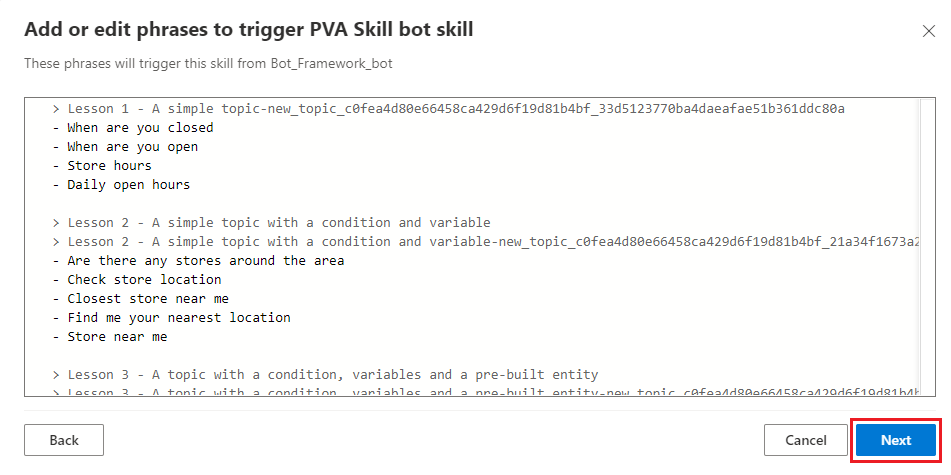 Add or edit phrases to trigger PVA Skill bot skill
These phrases will trigger this skill from Bot_Framework_bot
> Lesson 1 - A simple topic-new_topic_c0fea4d80e66458ca429d6f19d81b4bf_33d5123770ba4daeafae51b361ddc80a
- When are you closed
- When are you open
- Store hours
- Daily open hours
> Lesson 2 - A simple topic with a condition and variable
> Lesson 2 - A simple topic with a condition and variable-new_topic_c0fea4d80e66458ca429d6f19d81b4bf_21a34f1673a2
- Are there any stores around the area
- Check store location
- Closest store near me
- Find me your nearest location
- Store near me
> Lesson 3 - A topic with a condition, variables and a pre-built entity
> Lesson 3 - A topic with a condition, variables and a pre-built entity-new_topic_c0fea4d80e66458ca429d6f19d81b4b
Back
Cancel
Next